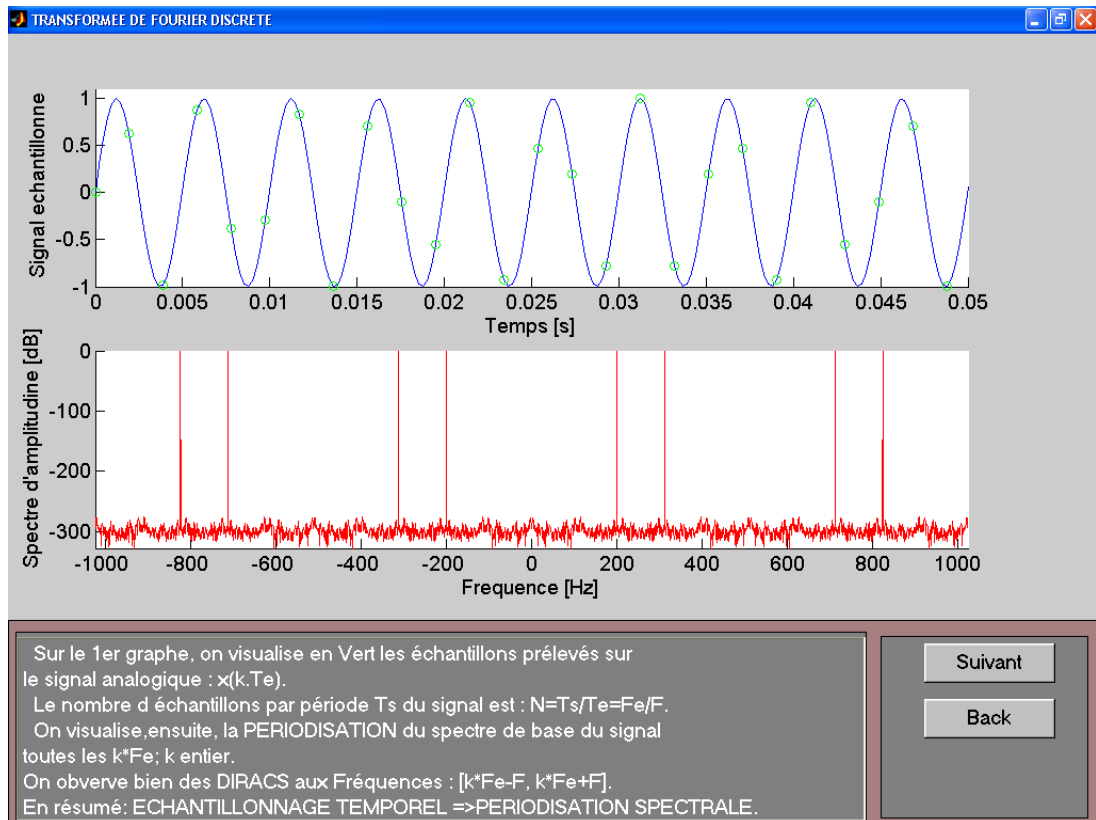 TRANSFORMEE DE FOURIER DISCRETE
Signal echantillonne
1
0.5
0
-0.5
-1
0 0.005 0.01 0.015 0.02 0.025 0.03 0.035 0.04 0.045 0.05
Temps [s]
Spectre d'amplitudine [dB]
0
-100
-200
-300
-1000 -800 -600 -400 -200 0 200 400 600 800 1000
Frequence [Hz]
Sur le 1er graphe, on visualise en Vert les échantillons prélevés sur
le signal analogique : x(k.Te).
Le nombre d échantillons par période Ts du signal est : N=Ts/Te=Fe/F.
On visualise,ensuite, la PERIODISATION du spectre de base du signal
toutes les k*Fe; k entier.
On obverve bien des DIRACS aux Fréquences : [k*Fe-F, k*Fe+F].
En résumé: ECHANTILLONNAGE TEMPOREL =>PERIODISATION SPECTRALE.
Suivant
Back